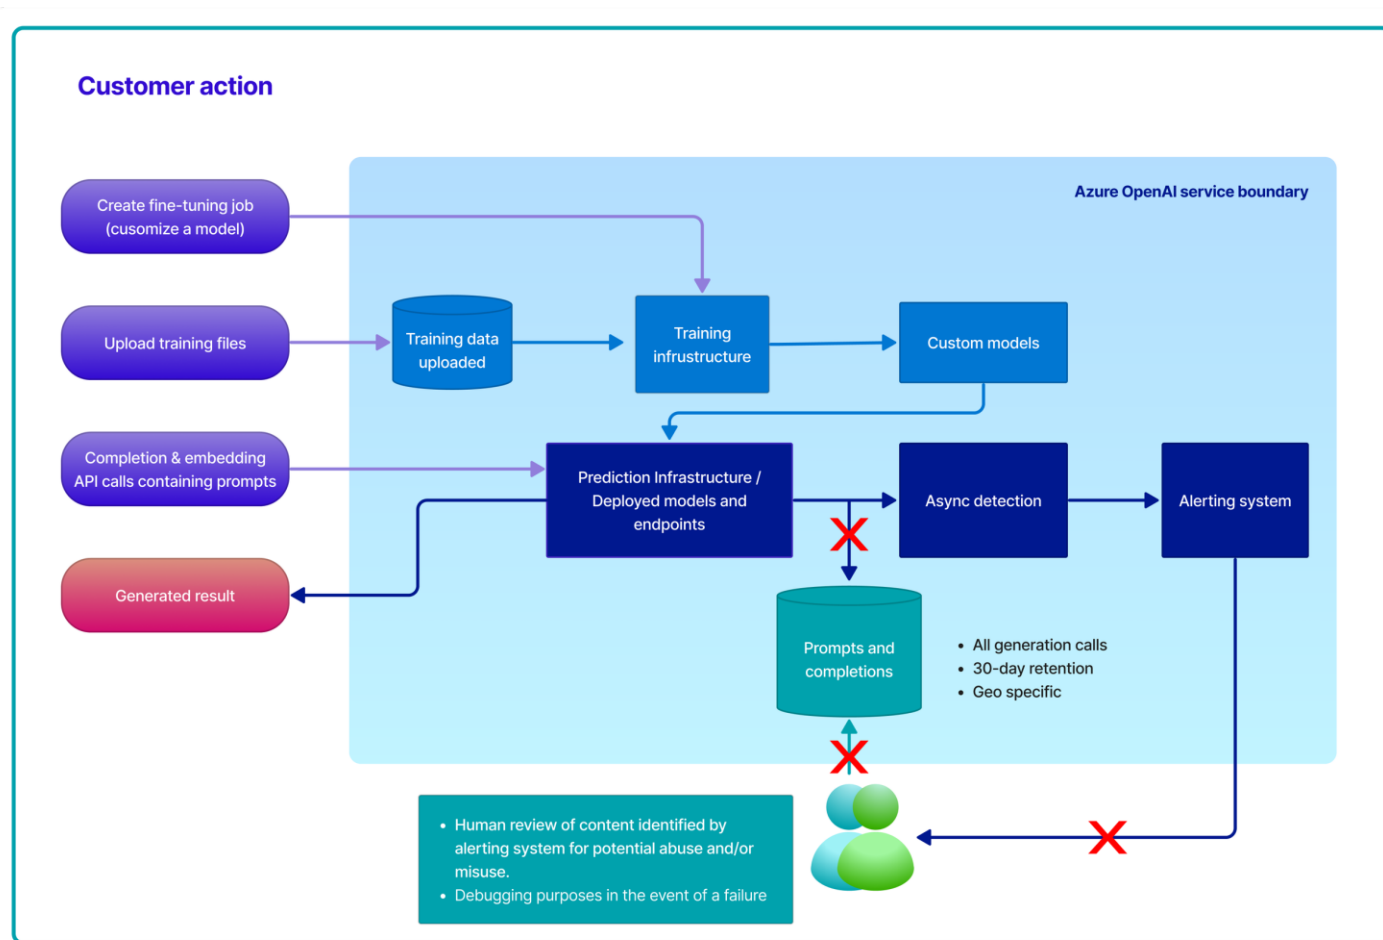 Customer action
Azure OpenAI service boundary
Create fine-tuning job
(cusomize a model)
Upload training files
Training data
uploaded
Training
infrustructure
Custom models
Completion & embedding
API calls containing prompts
Prediction Infrastructure /
Deployed models and
endpoints
Async detection
Alerting system
Generated result
Prompts and
completions
• All generation calls
• 30-day retention
• Geo specific
• Human review of content identified by
alerting system for potential abuse and/or
misuse.
• Debugging purposes in the event of a failure